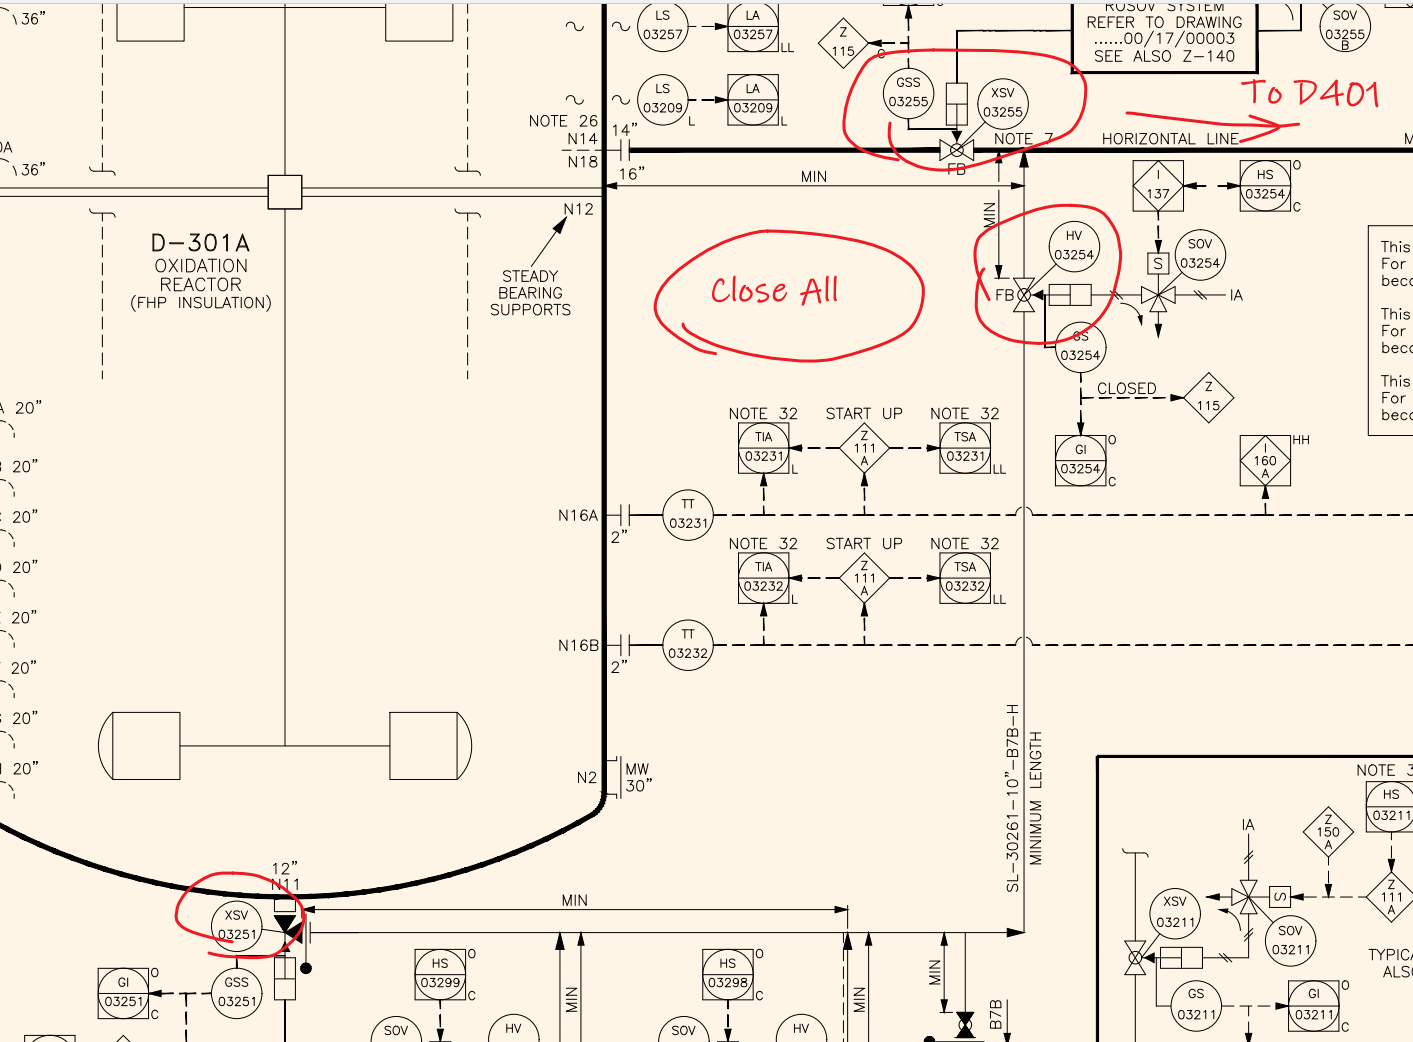 36"
LS
03257
LA
03257
LL
Z
115
C
ROSOV SYSTEM
REFER TO DRAWING
......00/17/00003
SEE ALSO Z-140
SOV
03255
B
LS
03209
L
LA
03209
GSS
03255
XSV
03255
To D401
NOTE 26
N14
14"
N18
16"
NOTE 7
HORIZONTAL LINE
FB
0A
36"
MIN
N12
MIN
I
137
HS
03254
O
C
D-301A
OXIDATION
REACTOR
(FHP INSULATION)
STEADY
BEARING
SUPPORTS
Close All
HV
03254
SOV
03254
S
FB
IA
GS
03254
This
For
beco
This
For
beco
This
For
beco
CLOSED
Z
115
A 20"
20"
20"
20"
20"
20"
20"
20"
NOTE 32
START UP
NOTE 32
TIA
03231
L
Z
111
A
TSA
03231
LL
GI
03254
O
C
I
160
A
HH
N16A
2"
TT
03231
NOTE 32
START UP
NOTE 32
TIA
03232
L
Z
111
A
TSA
03232
LL
N16B
2"
TT
03232
N2
MW
30"
SL-30261-10"-B7B-H
MINIMUM LENGTH
12"
N11
XSV
03251
MIN
GI
03251
O
C
GSS
03251
HS
03299
O
C
MIN
HS
03298
O
C
MIN
MIN
B7B
SOV
HV
SOV
HV
NOTE 3
HS
03211
IA
Z
150
A
Z
111
A
S
XSV
03211
SOV
03211
GS
03211
GI
03211
O
C
TYPICA
ALSO